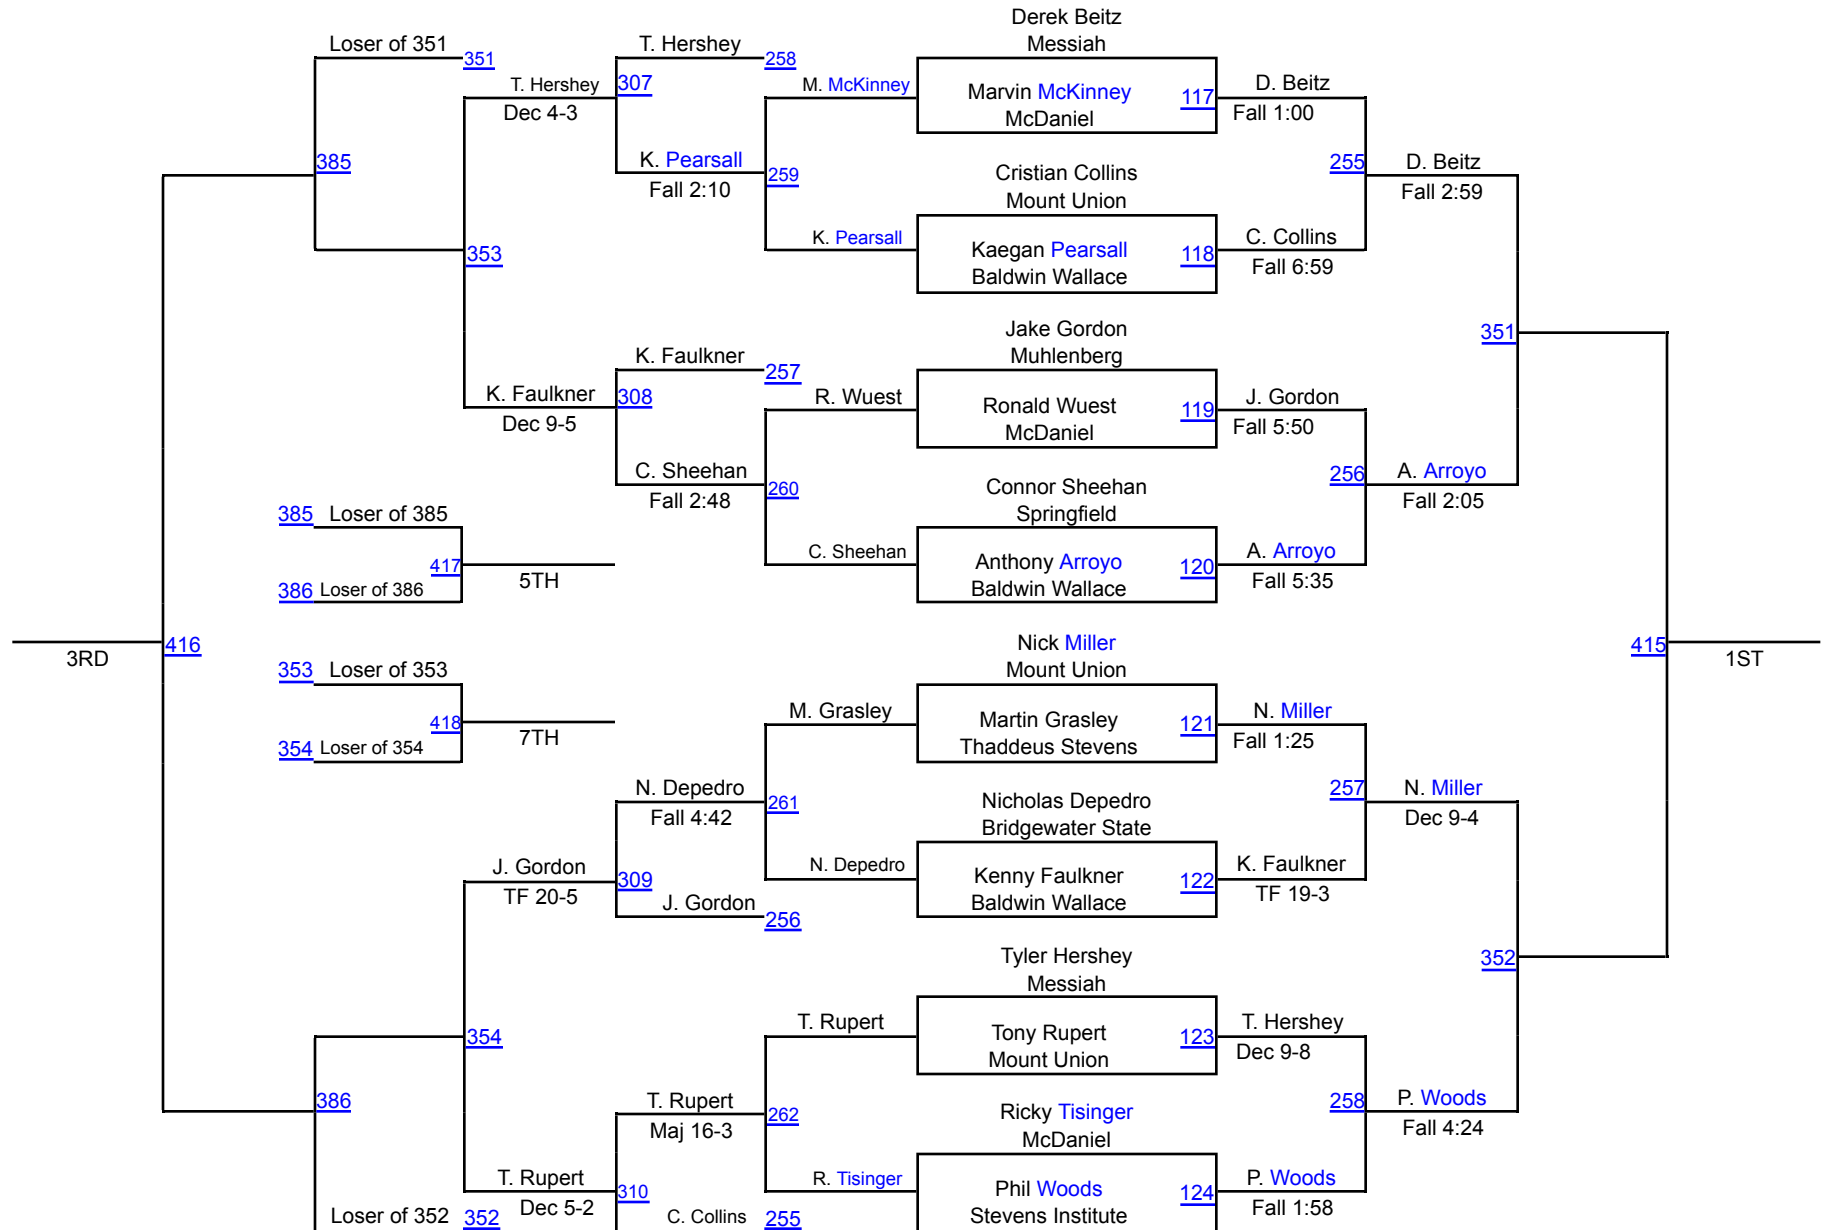 Derek Beitz
Loser of 351
T. Hershey
Messiah
351
258
T. Hershey
307
M. McKinney
Marvin McKinney
117
D. Beitz
Dec 4-3
McDaniel
Fall 1:00
385
K. Pearsall
259
Cristian Collins
255
D. Beitz
Fall 2:10
Mount Union
Fall 2:59
353
K. Pearsall
Kaegan Pearsall
118
C. Collins
Baldwin Wallace
Fall 6:59
Jake Gordon
351
K. Faulkner
257
Muhlenberg
K. Faulkner
308
R. Wuest
Ronald Wuest
119
J. Gordon
Dec 9-5
McDaniel
Fall 5:50
C. Sheehan
260
Connor Sheehan
256
A. Arroyo
Fall 2:48
Springfield
Fall 2:05
385
Loser of 385
417
5TH
C. Sheehan
Anthony Arroyo
120
A. Arroyo
386
Loser of 386
Baldwin Wallace
Fall 5:35
3RD
416
Nick Miller
415
1ST
353
Loser of 353
Mount Union
418
7TH
M. Grasley
Martin Grasley
121
N. Miller
354
Loser of 354
Thaddeus Stevens
Fall 1:25
N. Depedro
261
Nicholas Depedro
257
N. Miller
Fall 4:42
Bridgewater State
Dec 9-4
J. Gordon
309
N. Depedro
Kenny Faulkner
122
K. Faulkner
TF 20-5
J. Gordon
256
Baldwin Wallace
TF 19-3
Tyler Hershey
352
Messiah
354
T. Rupert
Tony Rupert
123
T. Hershey
Mount Union
Dec 9-8
386
T. Rupert
262
Ricky Tisinger
258
P. Woods
Maj 16-3
McDaniel
Fall 4:24
T. Rupert
310
R. Tisinger
Phil Woods
124
P. Woods
Loser of 352
352
Dec 5-2
C. Collins
255
Stevens Institute
Fall 1:58